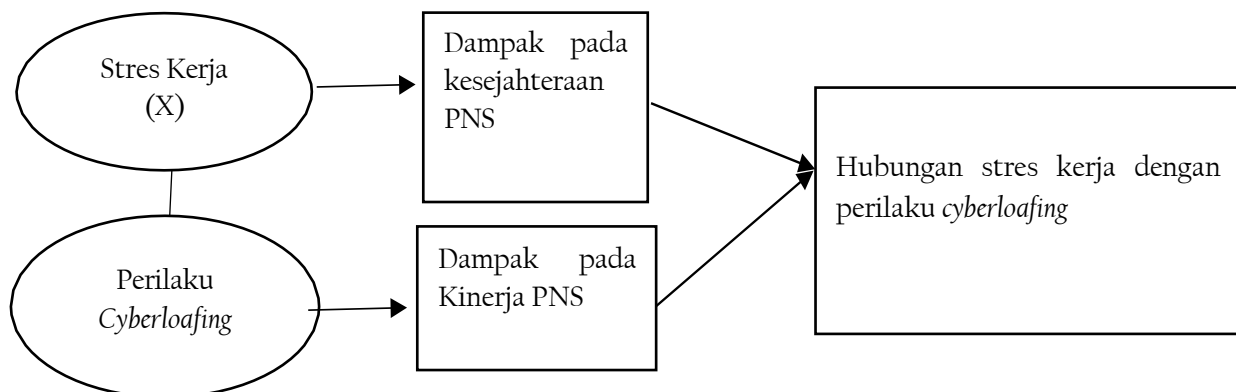 Stres Kerja
(X)
Dampak pada
kesejahteraan
PNS
Hubungan stres kerja dengan
perilaku cyberloafing
Perilaku
Cyberloafing
Dampak pada
Kinerja PNS